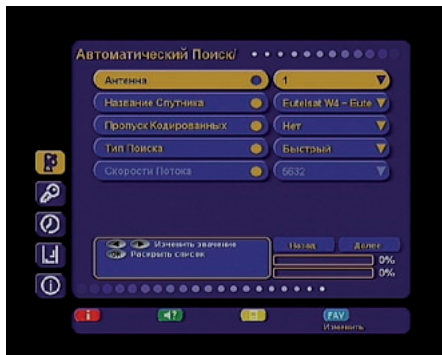 Автоматический Поиск/
Антенна 1
Название Спутника Eutelsat W4 – Eute
Пропуск Кодированных Нет
Тип Поиска Быстрый
Скорости Потока 5632
Изменить значение
OK Раскрыть список
Назад Далее
0%
0%
i ? FAV
Изменить